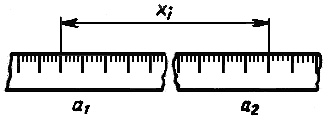 xᵢ
a₁ a₂